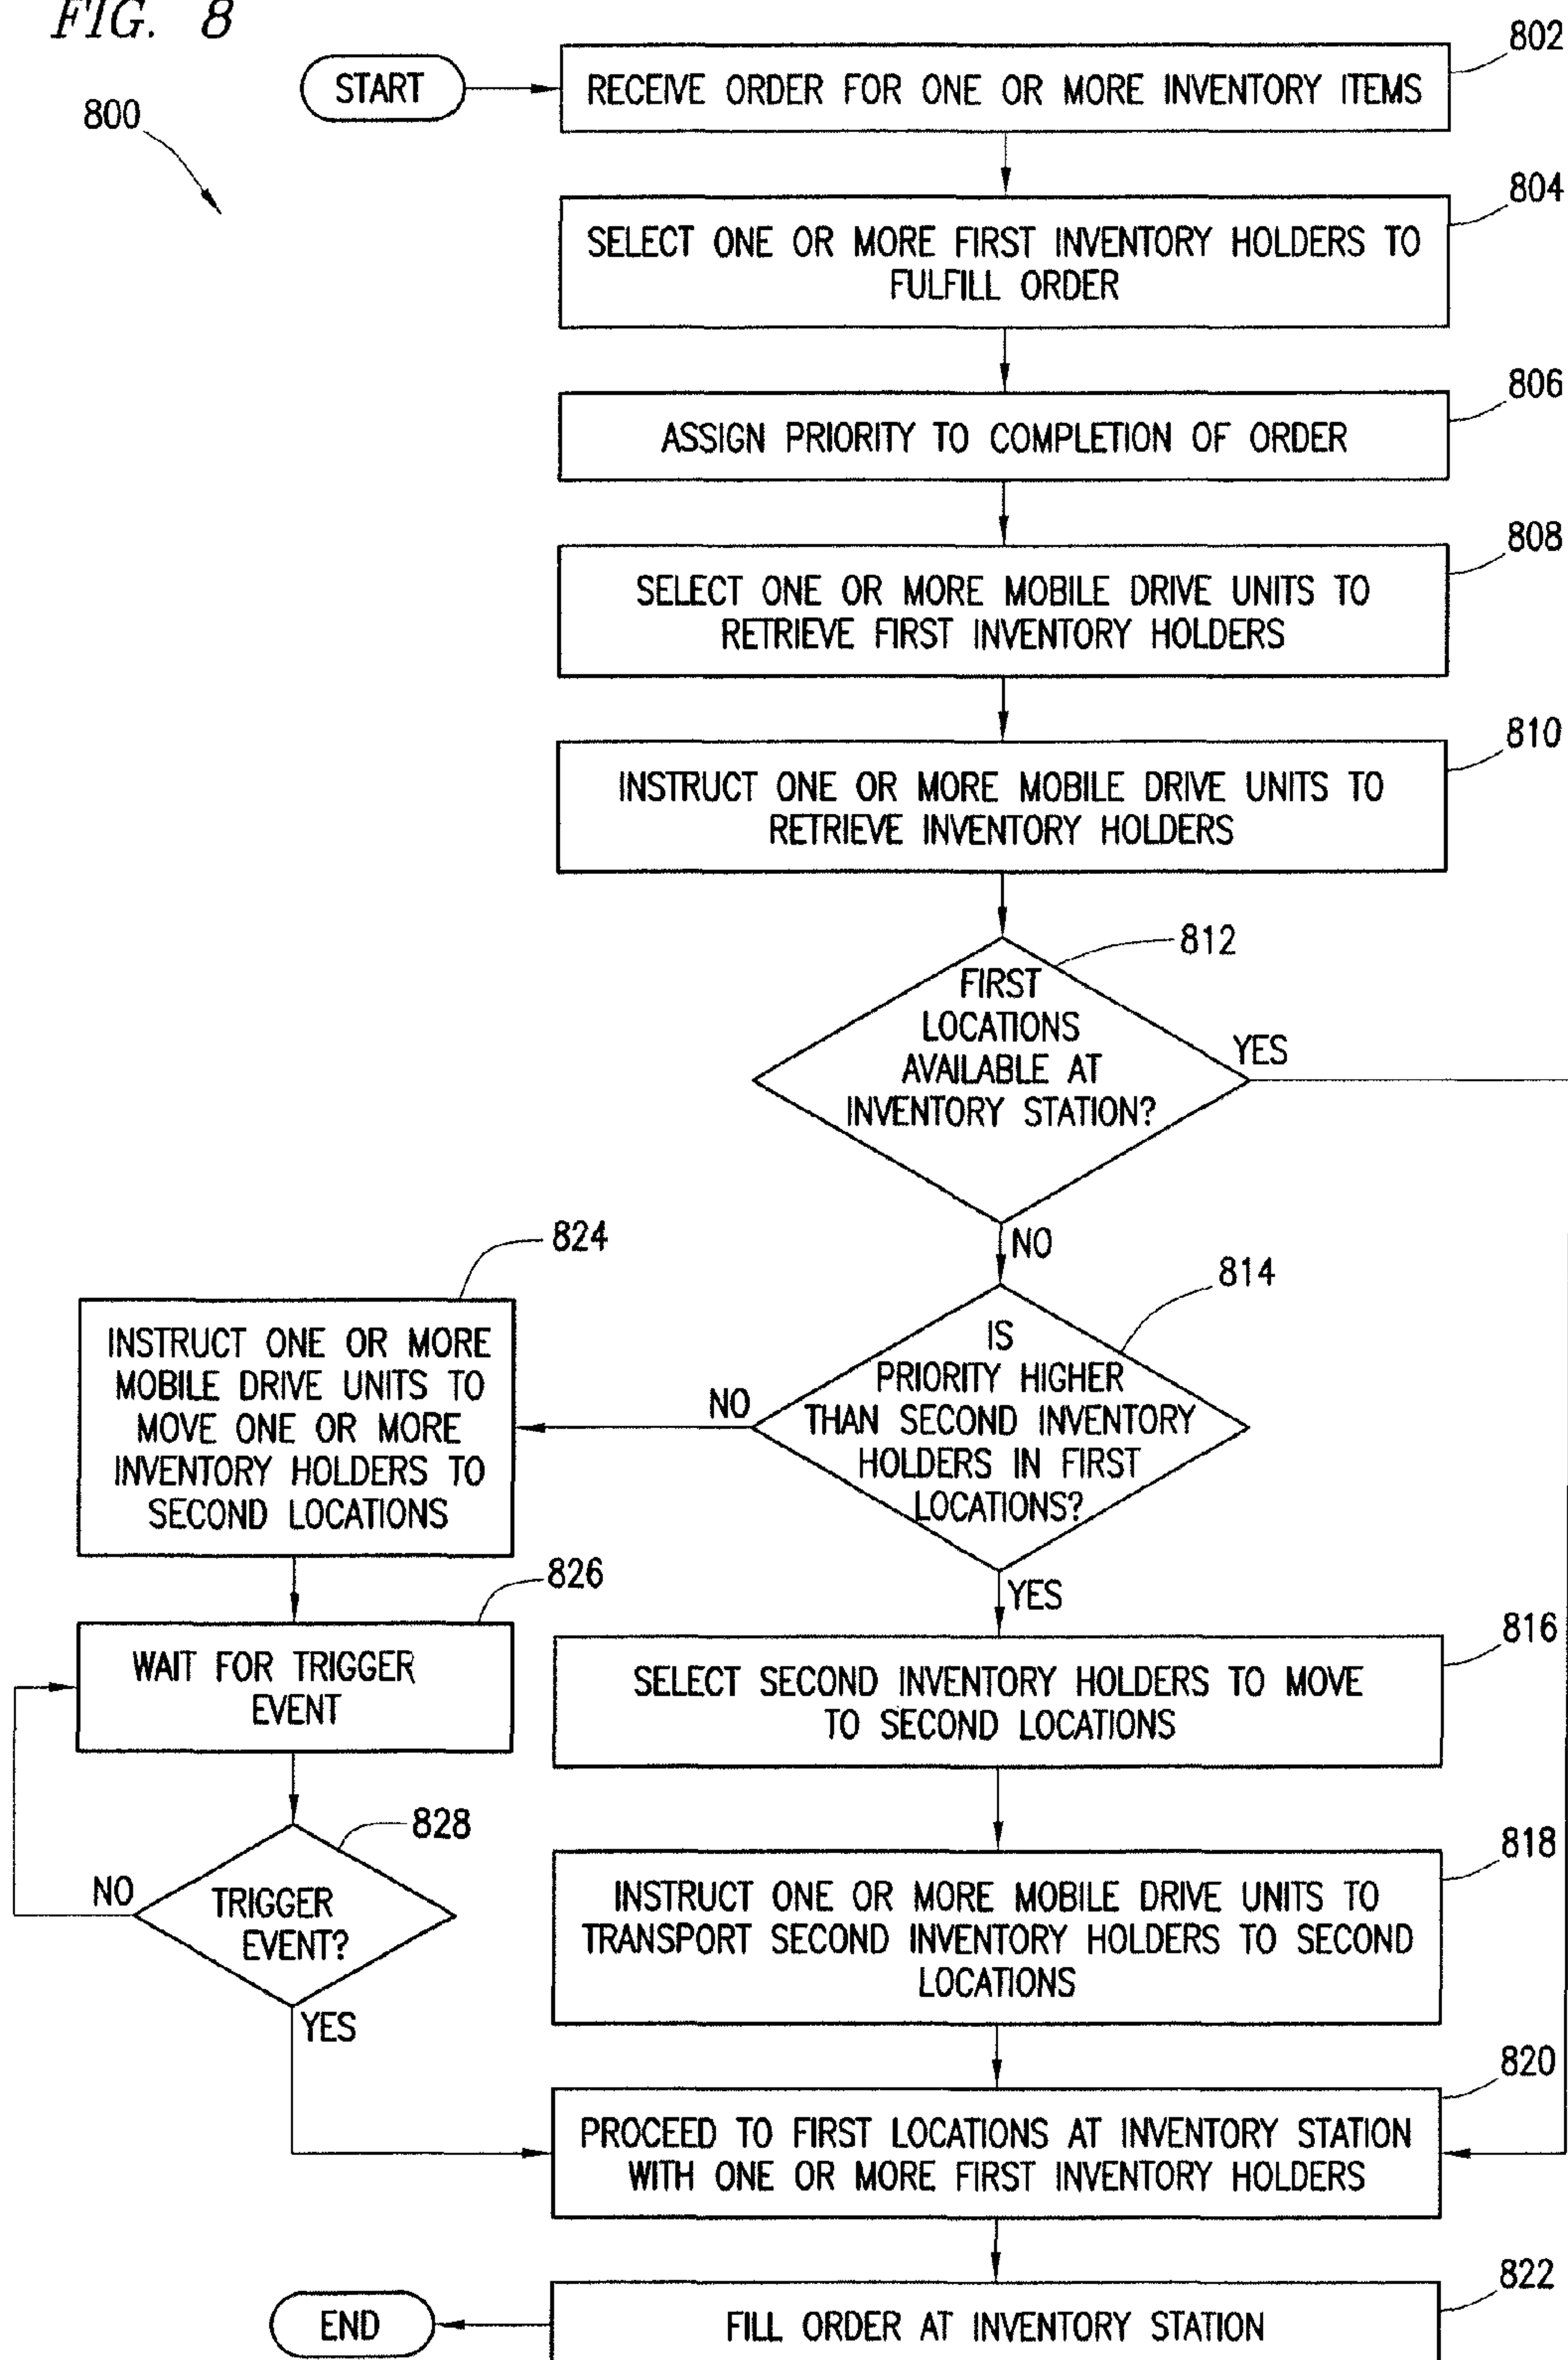 FIG. 8
800
START
RECEIVE ORDER FOR ONE OR MORE INVENTORY ITEMS
802
SELECT ONE OR MORE FIRST INVENTORY HOLDERS TO
FULFILL ORDER
804
ASSIGN PRIORITY TO COMPLETION OF ORDER
806
SELECT ONE OR MORE MOBILE DRIVE UNITS TO
RETRIEVE FIRST INVENTORY HOLDERS
808
INSTRUCT ONE OR MORE MOBILE DRIVE UNITS TO
RETRIEVE INVENTORY HOLDERS
810
FIRST
LOCATIONS
AVAILABLE AT
INVENTORY STATION?
812
YES
NO
IS
PRIORITY HIGHER
THAN SECOND INVENTORY
HOLDERS IN FIRST
LOCATIONS?
814
NO
YES
INSTRUCT ONE OR MORE
MOBILE DRIVE UNITS TO
MOVE ONE OR MORE
INVENTORY HOLDERS TO
SECOND LOCATIONS
824
WAIT FOR TRIGGER
EVENT
826
TRIGGER
EVENT?
828
NO
YES
SELECT SECOND INVENTORY HOLDERS TO MOVE
TO SECOND LOCATIONS
816
INSTRUCT ONE OR MORE MOBILE DRIVE UNITS TO
TRANSPORT SECOND INVENTORY HOLDERS TO SECOND
LOCATIONS
818
PROCEED TO FIRST LOCATIONS AT INVENTORY STATION
WITH ONE OR MORE FIRST INVENTORY HOLDERS
820
FILL ORDER AT INVENTORY STATION
822
END